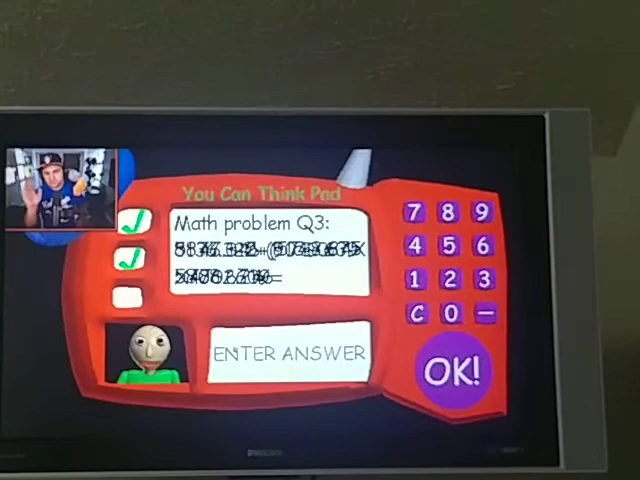 You Can Think Pad
Math problem Q3:
7 8 9
4 5 6
1 2 3
C 0 −
ENTER ANSWER
OK!
PHILIPS